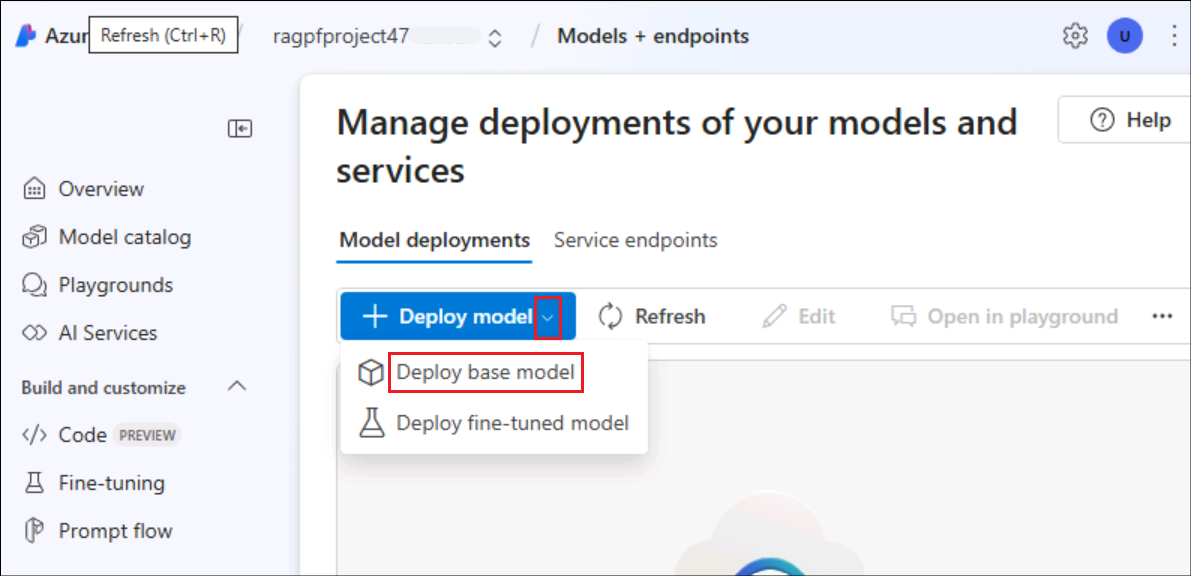 Azur
Refresh (Ctrl+R)
/ ragpfproject47 / Models + endpoints
U
Manage deployments of your models and
services
Help
Overview
Model catalog
Playgrounds
AI Services
Build and customize
Code PREVIEW
Fine-tuning
Prompt flow
Model deployments Service endpoints
+ Deploy model Refresh Edit Open in playground ...
Deploy base model
Deploy fine-tuned model